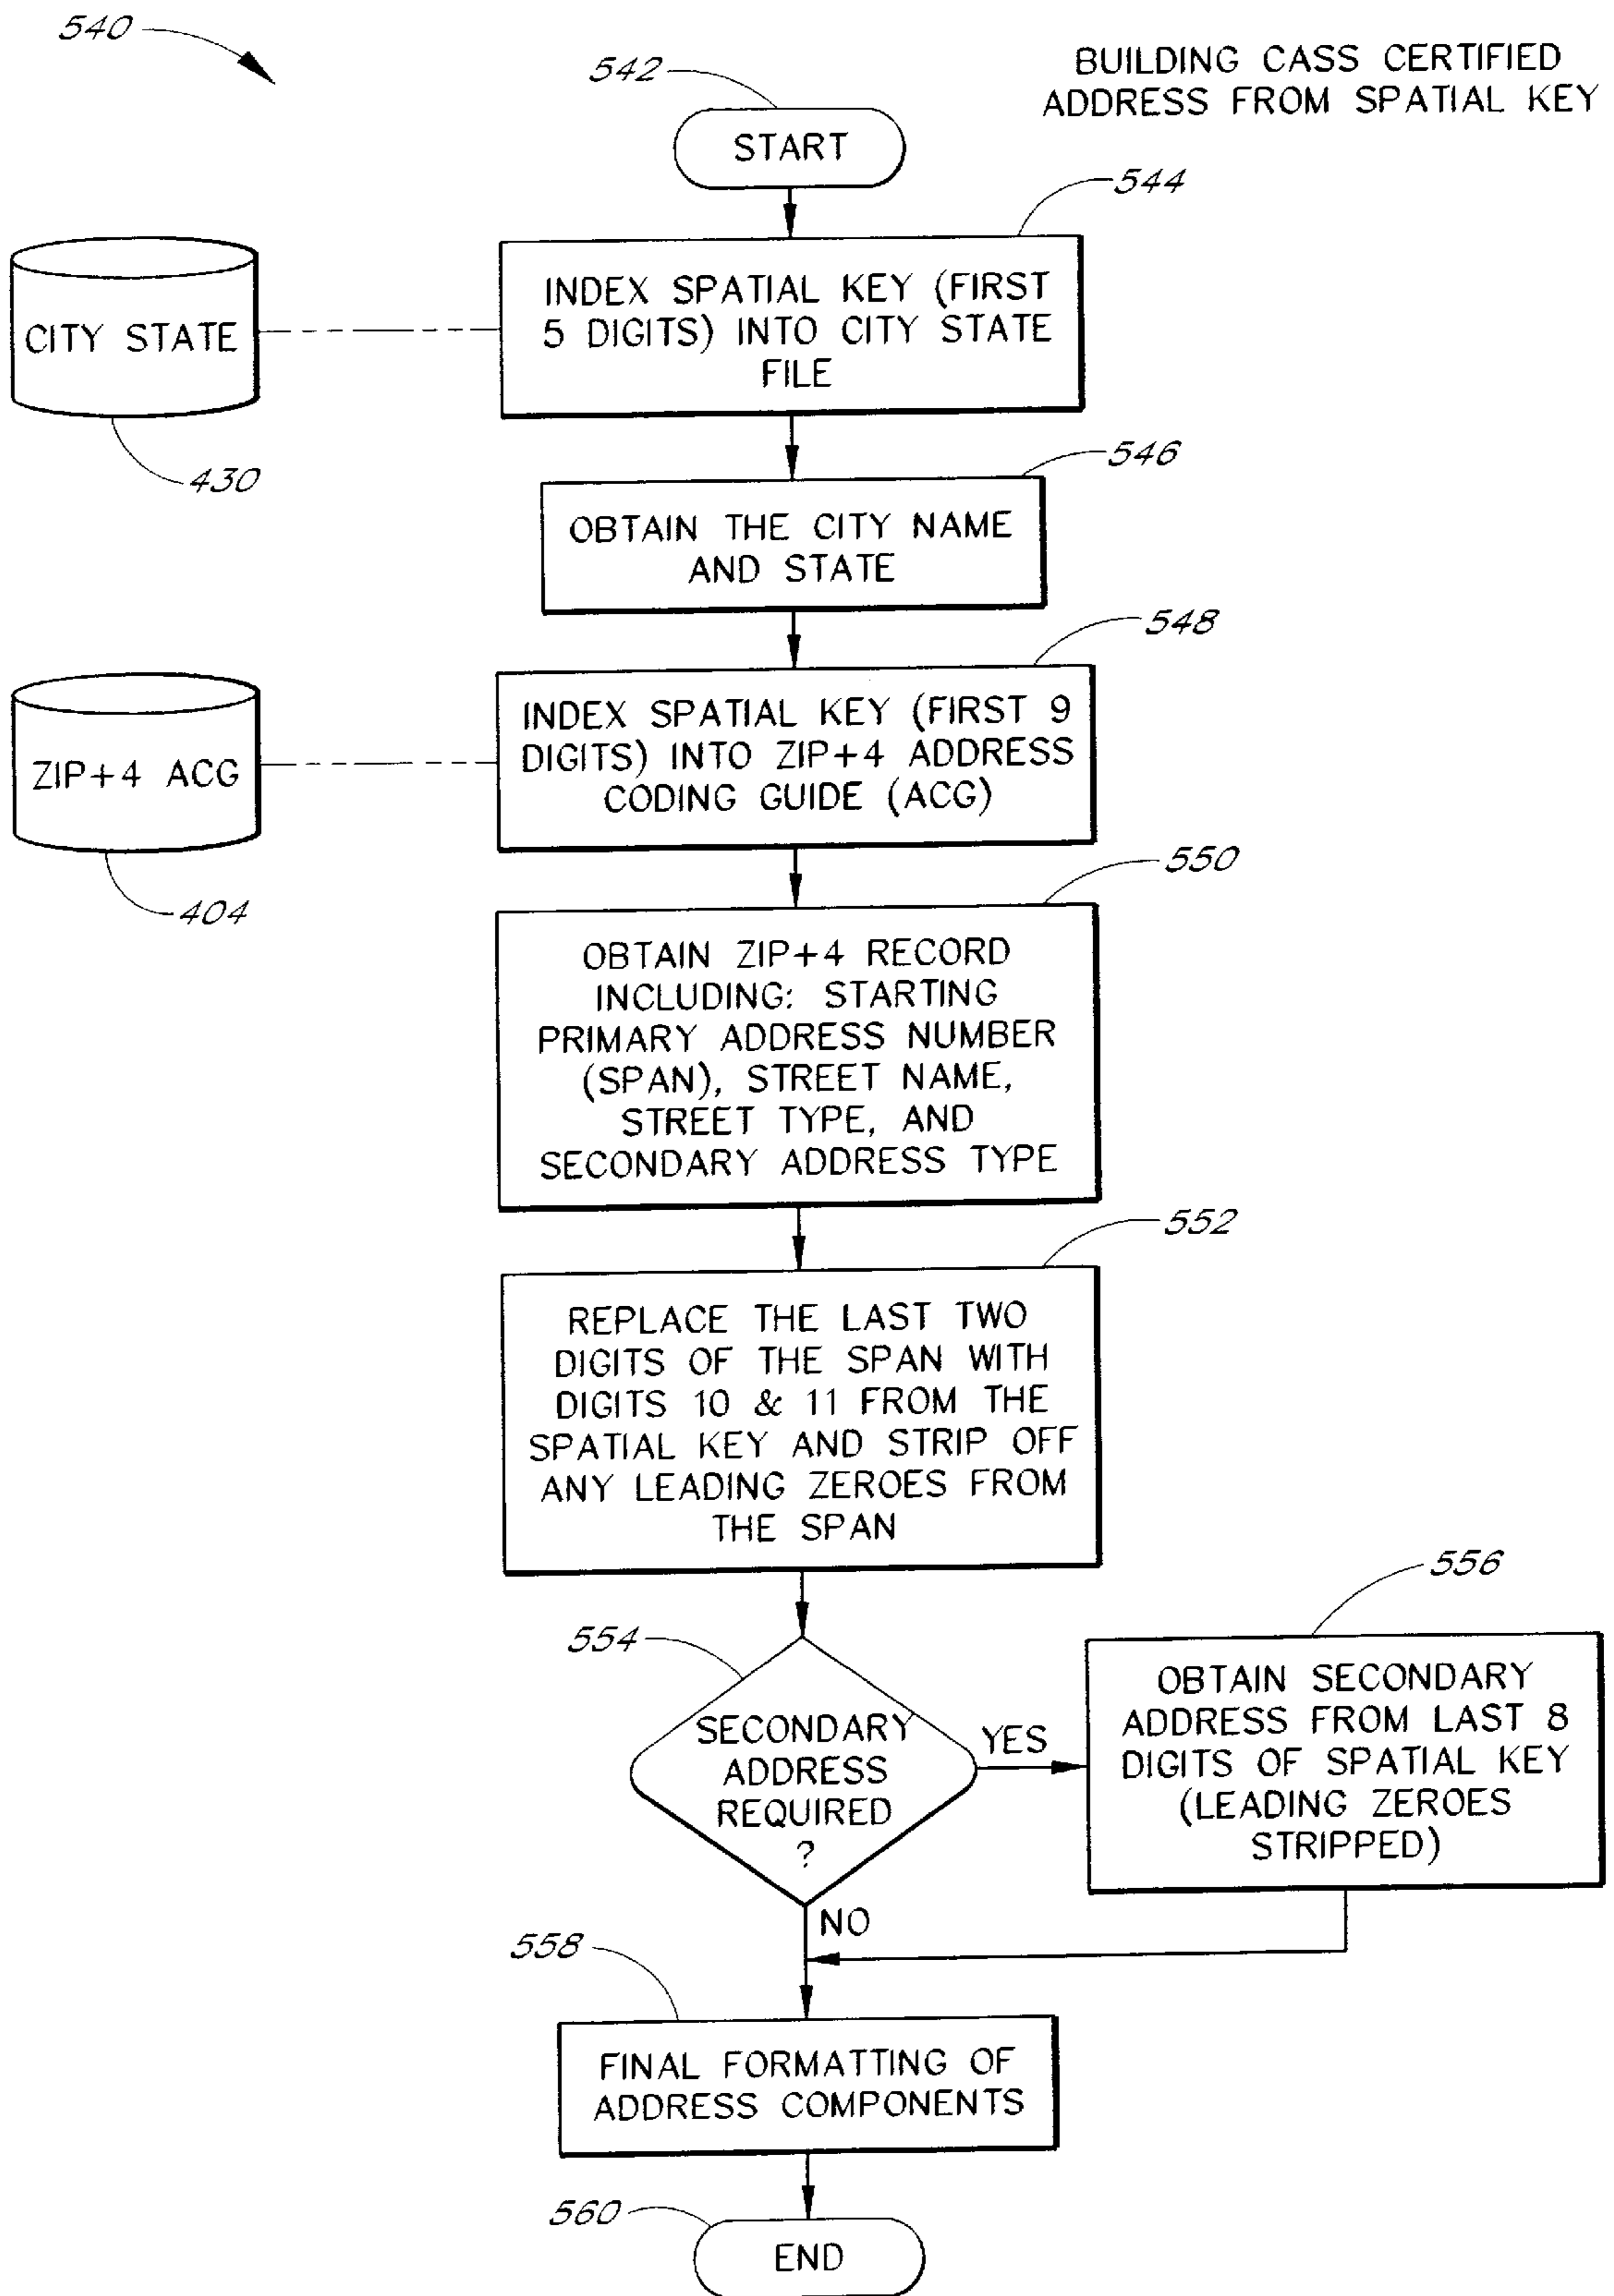 540
BUILDING CASS CERTIFIED
ADDRESS FROM SPATIAL KEY
542
START
544
INDEX SPATIAL KEY (FIRST
5 DIGITS) INTO CITY STATE
FILE
CITY STATE
430
546
OBTAIN THE CITY NAME
AND STATE
548
INDEX SPATIAL KEY (FIRST 9
DIGITS) INTO ZIP+4 ADDRESS
CODING GUIDE (ACG)
ZIP+4 ACG
404
550
OBTAIN ZIP+4 RECORD
INCLUDING: STARTING
PRIMARY ADDRESS NUMBER
(SPAN), STREET NAME,
STREET TYPE, AND
SECONDARY ADDRESS TYPE
552
REPLACE THE LAST TWO
DIGITS OF THE SPAN WITH
DIGITS 10 & 11 FROM THE
SPATIAL KEY AND STRIP OFF
ANY LEADING ZEROES FROM
THE SPAN
554
SECONDARY
ADDRESS
REQUIRED
?
YES
556
OBTAIN SECONDARY
ADDRESS FROM LAST 8
DIGITS OF SPATIAL KEY
(LEADING ZEROES
STRIPPED)
NO
558
FINAL FORMATTING OF
ADDRESS COMPONENTS
560
END